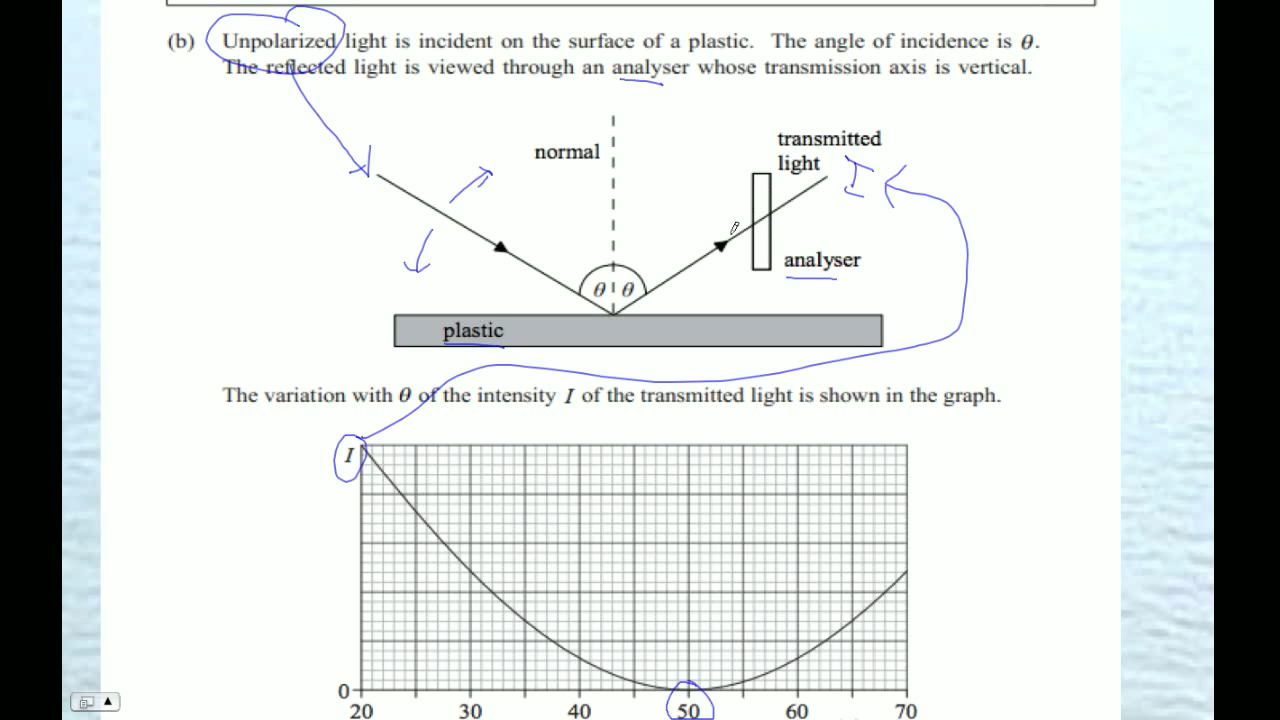 (b) Unpolarized light is incident on the surface of a plastic. The angle of incidence is θ.
The reflected light is viewed through an analyser whose transmission axis is vertical.
transmitted
light
I
normal
analyser
θ θ
plastic
The variation with θ of the intensity I of the transmitted light is shown in the graph.
I
0
20 30 40 50 60 70